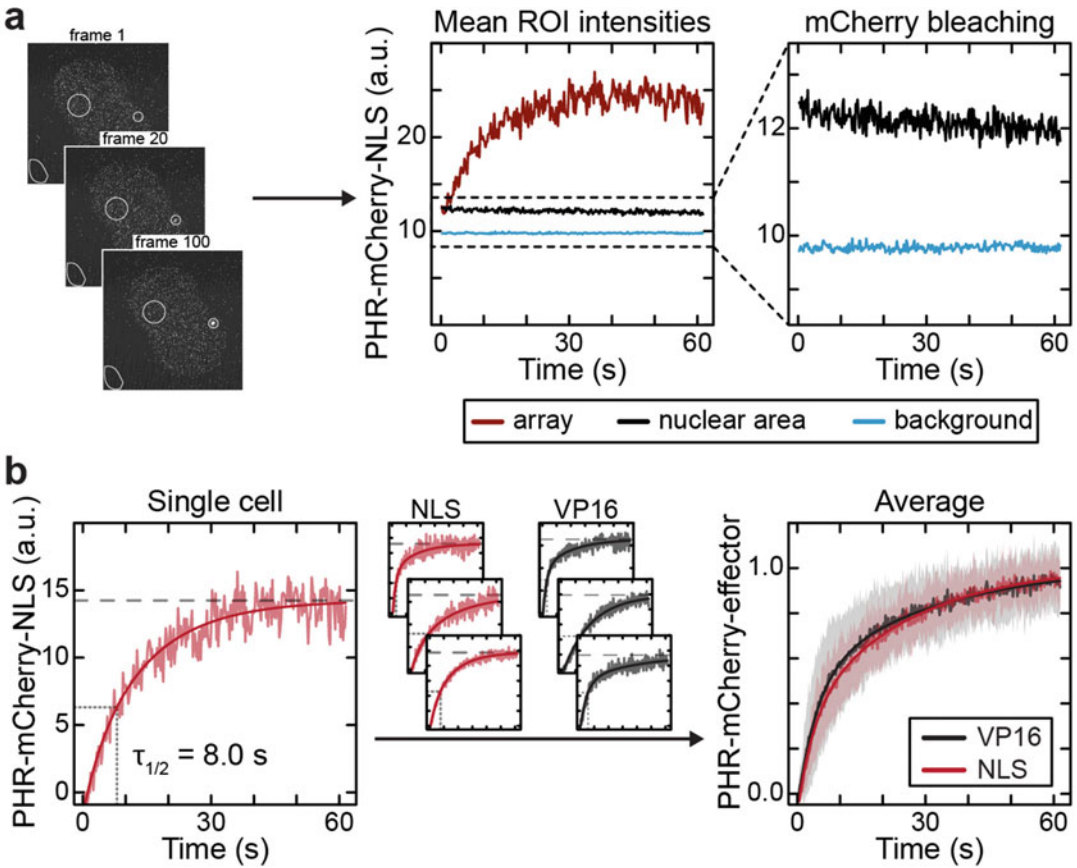 a
frame 1
frame 20
frame 100
Mean ROI intensities
PHR-mCherry-NLS (a.u.)
20
10
0
30
60
Time (s)
mCherry bleaching
12
10
0
30
60
Time (s)
array
nuclear area
background
b
Single cell
PHR-mCherry-NLS (a.u.)
15
10
5
0
τ1/2 = 8.0 s
0
30
60
Time (s)
NLS
VP16
Average
PHR-mCherry-effector
1.0
0.0
VP16
NLS
0
30
60
Time (s)